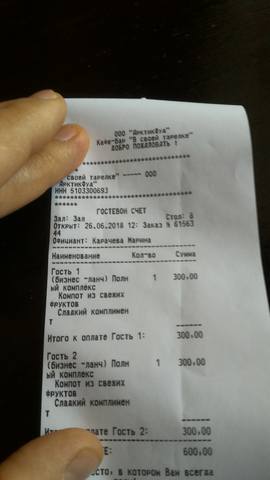 ООО "АрктикФуд"
Кафе-Бар "В своей тарелке"
ДОБРО ПОЖАЛОВАТЬ !
************************************
своей тарелке" ----- ООО
"АрктикФуд"
ИНН 5103300693
************************************
******
ГОСТЕВОЙ СЧЕТ
Зал: Зал Стол: 8
Открыт: 26.06.2018 12: Заказ № 61563
44
Официант: Карачева Марина
Наименование Кол-во Сумма
Гость 1
(бизнес -ланч) Полн 1 300,00
ый комплекс
Компот из свежих
фруктов
Сладкий комплимен
т
Итого к оплате Гость 1: 300,00
Гость 2
(бизнес -ланч) Полн 1 300,00
ый комплекс
Компот из свежих
фруктов
Сладкий комплимен
т
оплате Гость 2: 300,00
600,00
в котором Вам всегда